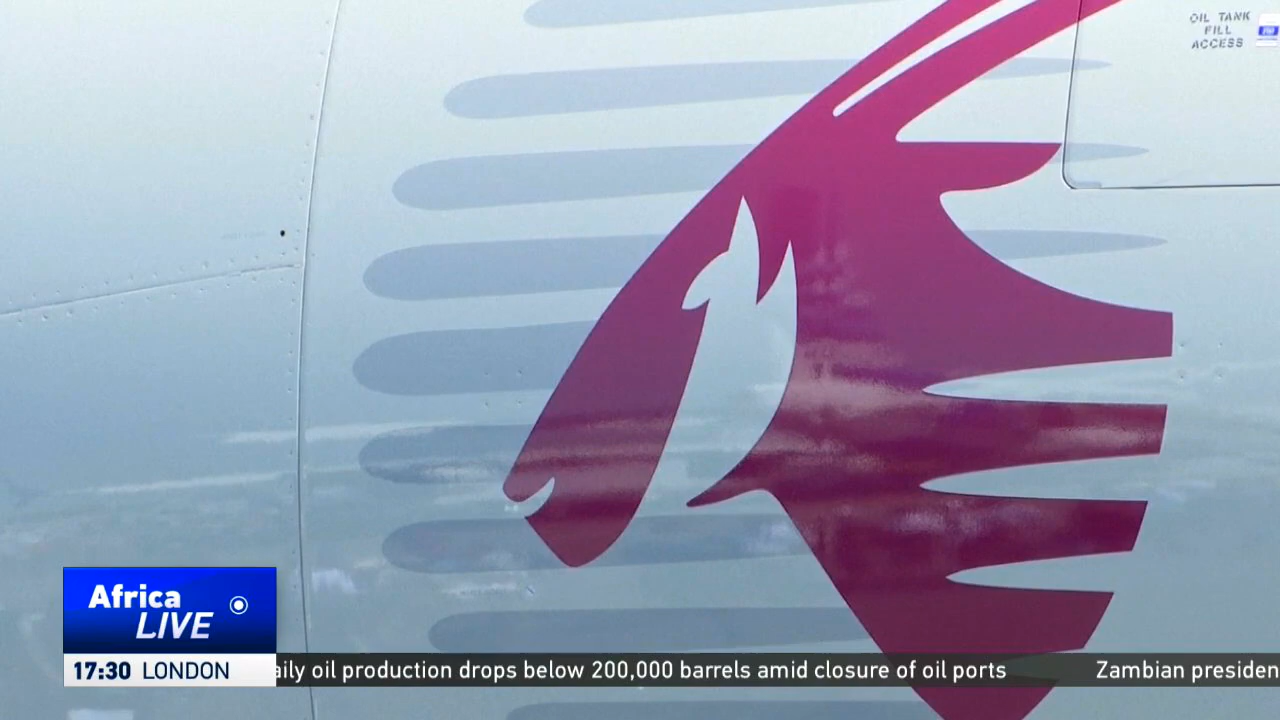 OIL TANK
FILL
ACCESS
Africa
LIVE
17:30 LONDON
aily oil production drops below 200,000 barrels amid closure of oil ports
Zambian presiden